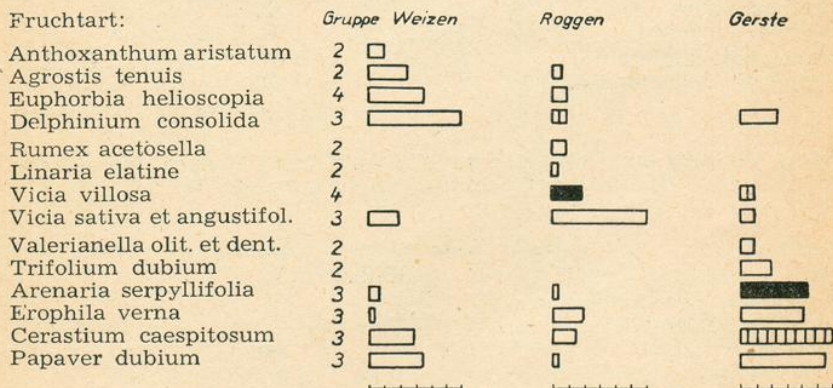 Fruchtart: Gruppe Weizen Roggen Gerste
Anthoxanthum aristatum 2
Agrostis tenuis 2
Euphorbia helioscopia 4
Delphinium consolida 3
Rumex acetosella 2
Linaria elatine 2
Vicia villosa 4
Vicia sativa et angustifol. 3
Valerianella olit. et dent. 2
Trifolium dubium 2
Arenaria serpyllifolia 3
Erophila verna 3
Cerastium caespitosum 3
Papaver dubium 3